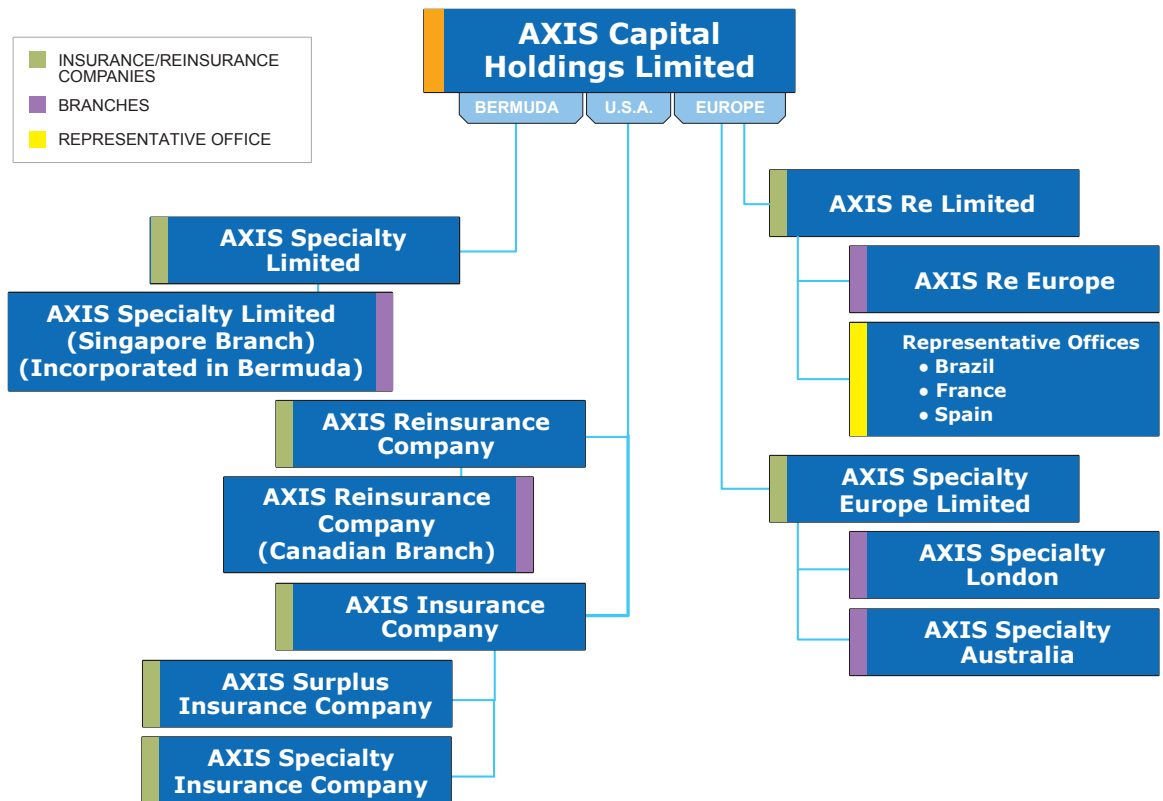 AXIS Capital
Holdings Limited
INSURANCE/REINSURANCE
COMPANIES
BRANCHES
REPRESENTATIVE OFFICE
BERMUDA
U.S.A.
EUROPE
AXIS Specialty
Limited
AXIS Specialty Limited
(Singapore Branch)
(Incorporated in Bermuda)
AXIS Reinsurance
Company
AXIS Reinsurance
Company
(Canadian Branch)
AXIS Insurance
Company
AXIS Surplus
Insurance Company
AXIS Specialty
Insurance Company
AXIS Re Limited
AXIS Re Europe
Representative Offices
● Brazil
● France
● Spain
AXIS Specialty
Europe Limited
AXIS Specialty
London
AXIS Specialty
Australia